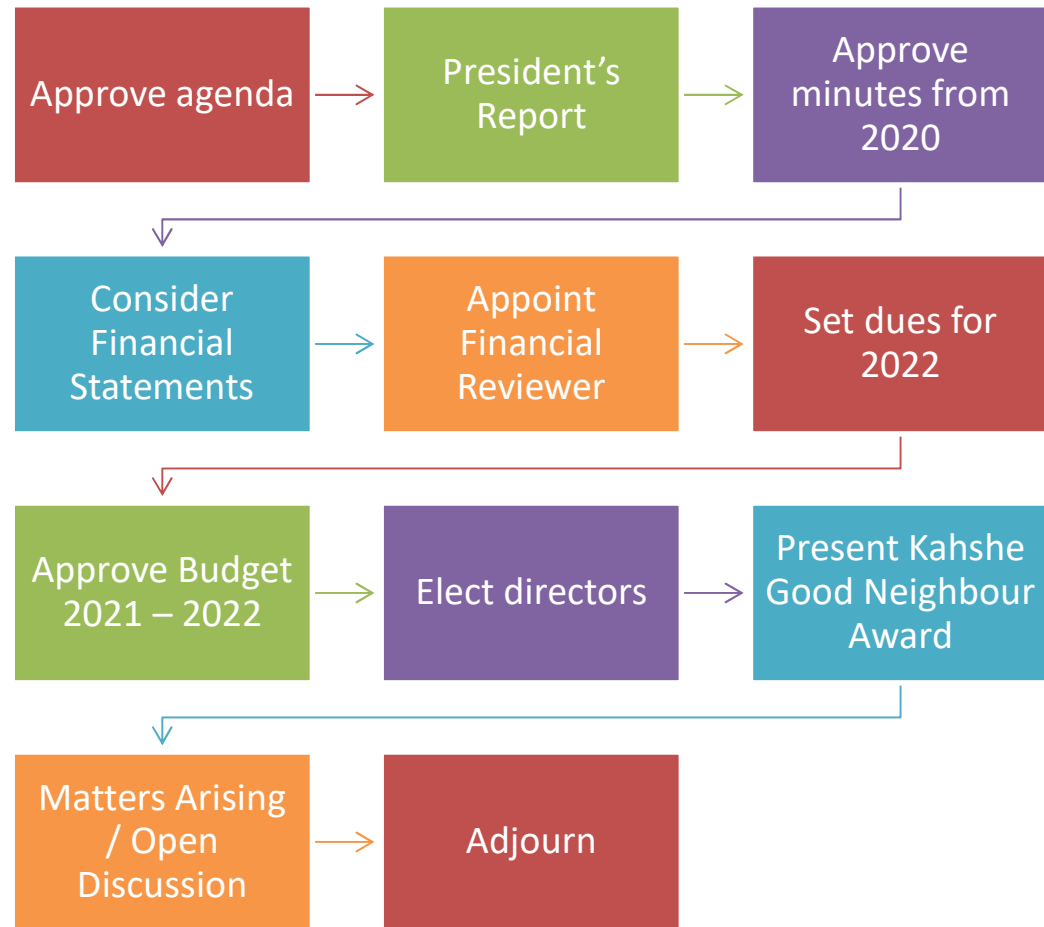 Approve agenda
President’s
Report
Approve
minutes from
2020
Consider
Financial
Statements
Appoint
Financial
Reviewer
Set dues for
2022
Approve Budget
2021 – 2022
Elect directors
Present Kahshe
Good Neighbour
Award
Matters Arising
/ Open
Discussion
Adjourn